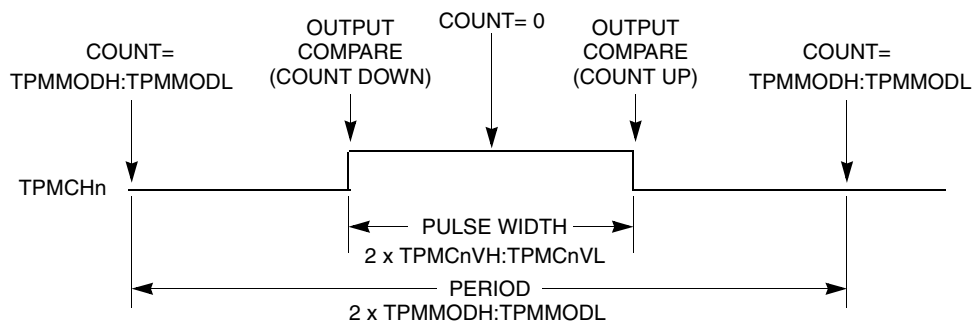 COUNT=
TPMMODH:TPMMODL
OUTPUT
COMPARE
(COUNT DOWN)
COUNT= 0
OUTPUT
COMPARE
(COUNT UP)
COUNT=
TPMMODH:TPMMODL
TPMCHn
PULSE WIDTH
2 x TPMCnVH:TPMCnVL
PERIOD
2 x TPMMODH:TPMMODL